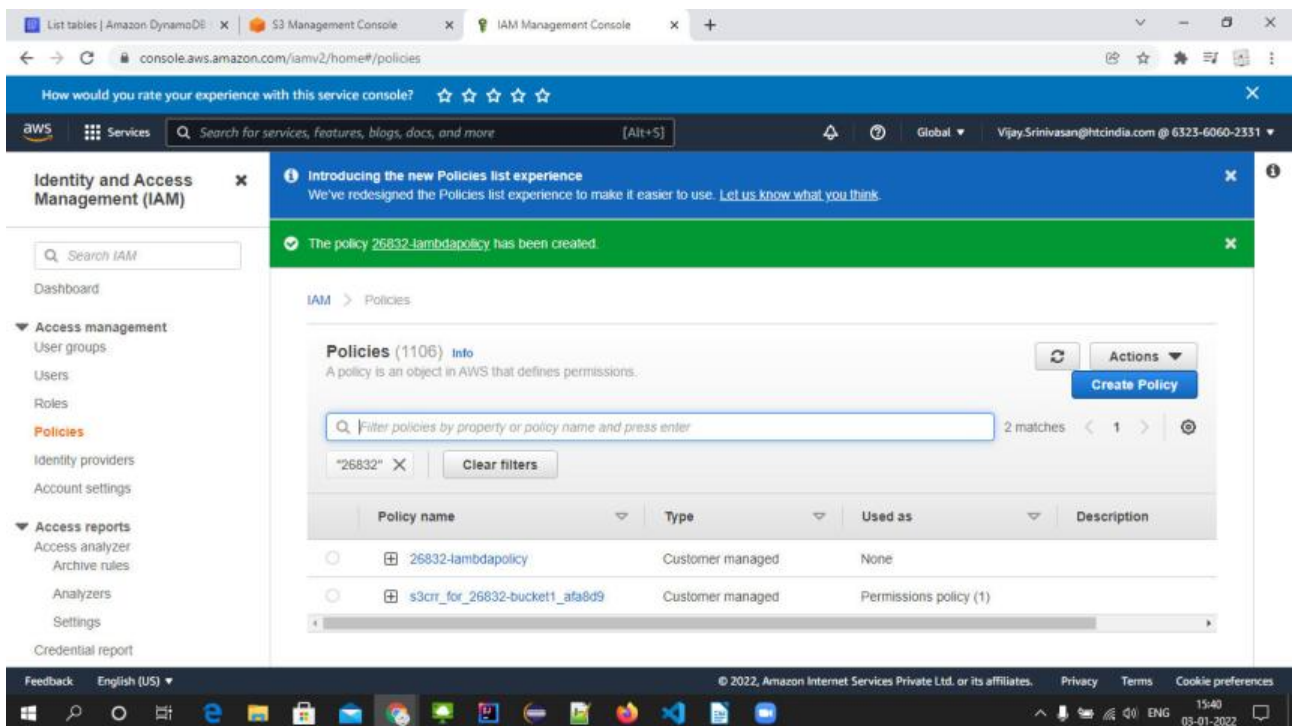 List tables | Amazon DynamoDB
S3 Management Console
IAM Management Console
console.aws.amazon.com/iamv2/home#/policies
How would you rate your experience with this service console?
aws
Services
Search for services, features, blogs, docs, and more
[Alt+S]
Global
Vijay.Srinivasan@htcindia.com @ 6323-6060-2331
Identity and Access
Management (IAM)
Search IAM
Dashboard
Access management
User groups
Users
Roles
Policies
Identity providers
Account settings
Access reports
Access analyzer
Archive rules
Analyzers
Settings
Credential report
Introducing the new Policies list experience
We've redesigned the Policies list experience to make it easier to use. Let us know what you think.
The policy 26832-lambdapolicy has been created.
IAM > Policies
Policies (1106) Info
A policy is an object in AWS that defines permissions.
Actions
Create Policy
Filter policies by property or policy name and press enter
2 matches
1
"26832"
Clear filters
Policy name Type Used as Description
26832-lambdapolicy Customer managed None
s3crr_for_26832-bucket1_afa8d9 Customer managed Permissions policy (1)
Feedback English (US) © 2022, Amazon Internet Services Private Ltd. or its affiliates. Privacy Terms Cookie preferences
ENG
15:40
03-01-2022